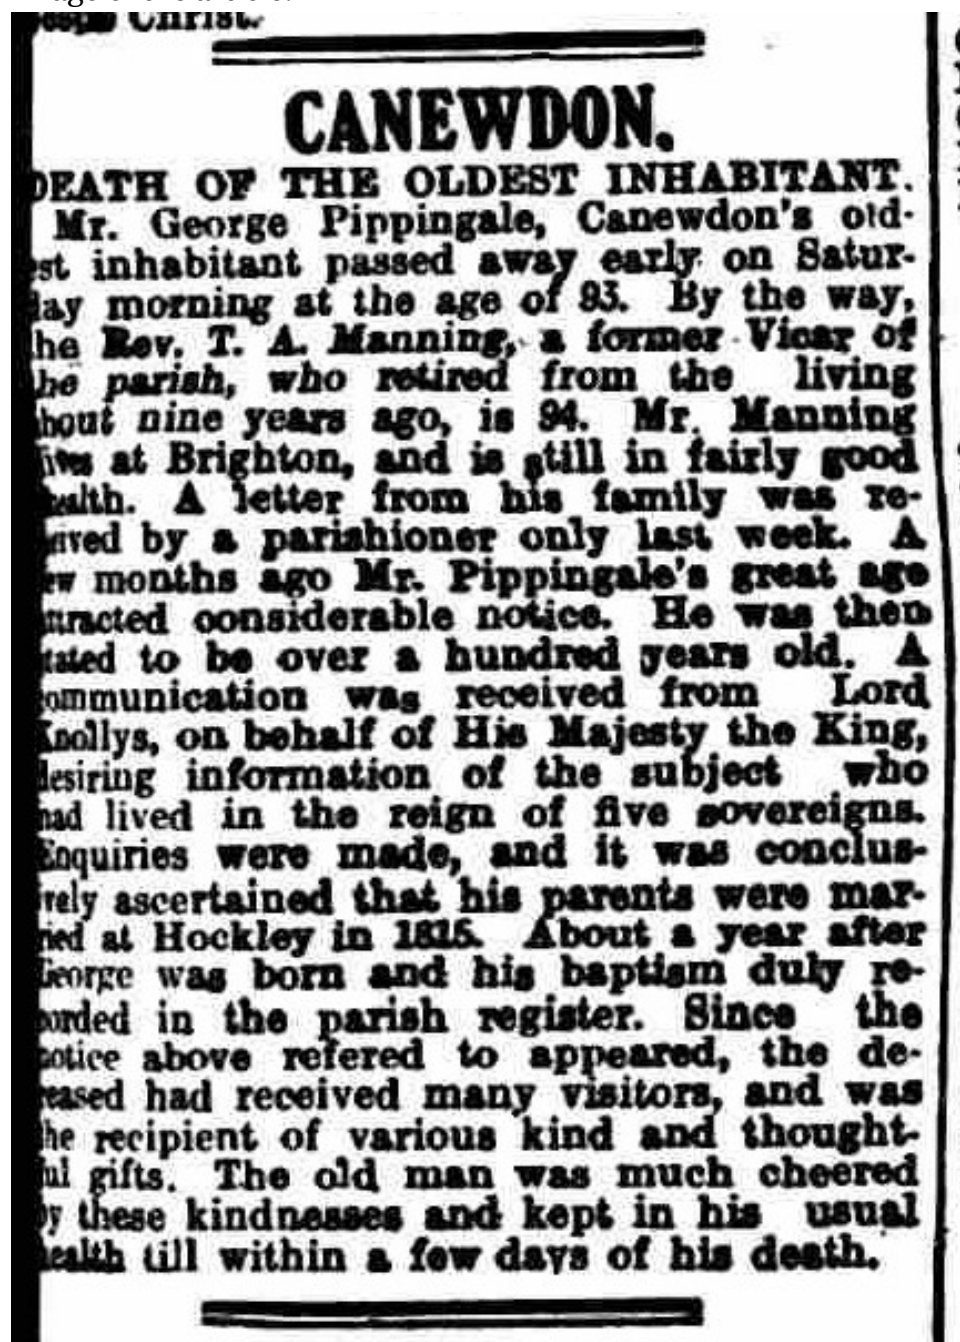 Christ.
CANEWDON.
DEATH OF THE OLDEST INHABITANT.
Mr. George Pippingale, Canewdon's old-
est inhabitant passed away early on Satur-
day morning at the age of 93. By the way,
the Rev. T. A. Manning, a former Vicar of
the parish, who retired from the living
about nine years ago, is 94. Mr. Manning
lives at Brighton, and is still in fairly good
health. A letter from his family was re-
ceived by a parishioner only last week. A
few months ago Mr. Pippingale's great age
attracted considerable notice. He was then
stated to be over a hundred years old. A
communication was received from Lord
Knollys, on behalf of His Majesty the King,
desiring information of the subject who
had lived in the reign of five sovereigns.
Enquiries were made, and it was conclus-
ively ascertained that his parents were mar-
ried at Hockley in 1815. About a year after
George was born and his baptism duly re-
corded in the parish register. Since the
notice above refered to appeared, the de-
ceased had received many visitors, and was
the recipient of various kind and thought-
ful gifts. The old man was much cheered
by these kindnesses and kept in his usual
health till within a few days of his death.